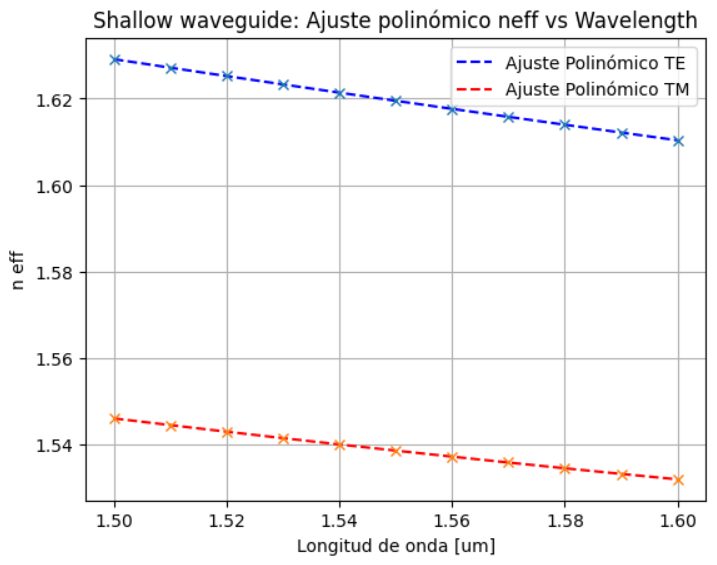 Shallow waveguide: Ajuste polinómico neff vs Wavelength
Ajuste Polinómico TE
Ajuste Polinómico TM
n eff
1.62
1.60
1.58
1.56
1.54
1.50 1.52 1.54 1.56 1.58 1.60
Longitud de onda [um]